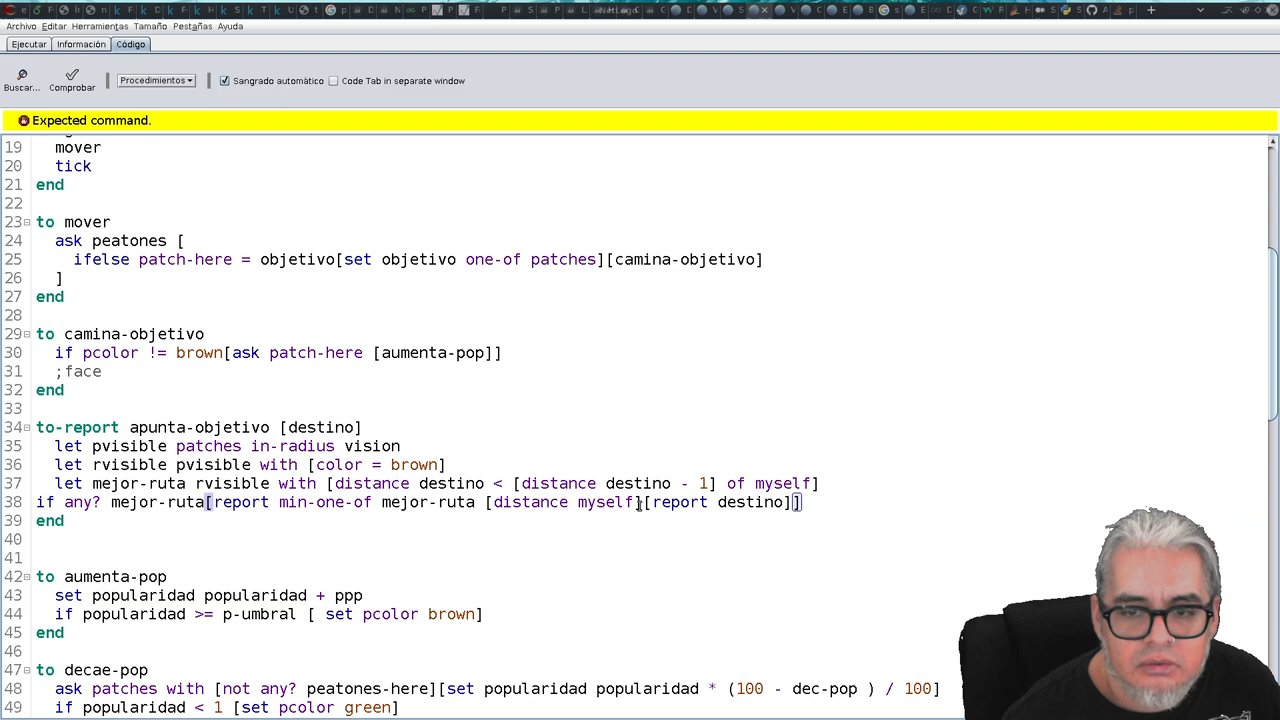 Archivo Editar Herramientas Tamaño Pestañas Ayuda
Ejecutar Información Código
Buscar... Comprobar Procedimientos Sangrado automático Code Tab in separate window
Expected command.
19 mover
20 tick
21 end
22
23 to mover
24 ask peatones [
25 ifelse patch-here = objetivo[set objetivo one-of patches][camina-objetivo]
26 ]
27 end
28
29 to camina-objetivo
30 if pcolor != brown[ask patch-here [aumenta-pop]]
31 ;face
32 end
33
34 to-report apunta-objetivo [destino]
35 let pvisible patches in-radius vision
36 let rvisible pvisible with [color = brown]
37 let mejor-ruta rvisible with [distance destino < [distance destino - 1] of myself]
38 if any? mejor-ruta[report min-one-of mejor-ruta [distance myself][report destino]]
39 end
40
41
42 to aumenta-pop
43 set popularidad popularidad + ppp
44 if popularidad >= p-umbral [ set pcolor brown]
45 end
46
47 to decae-pop
48 ask patches with [not any? peatones-here][set popularidad popularidad * (100 - dec-pop ) / 100]
49 if popularidad < 1 [set pcolor green]